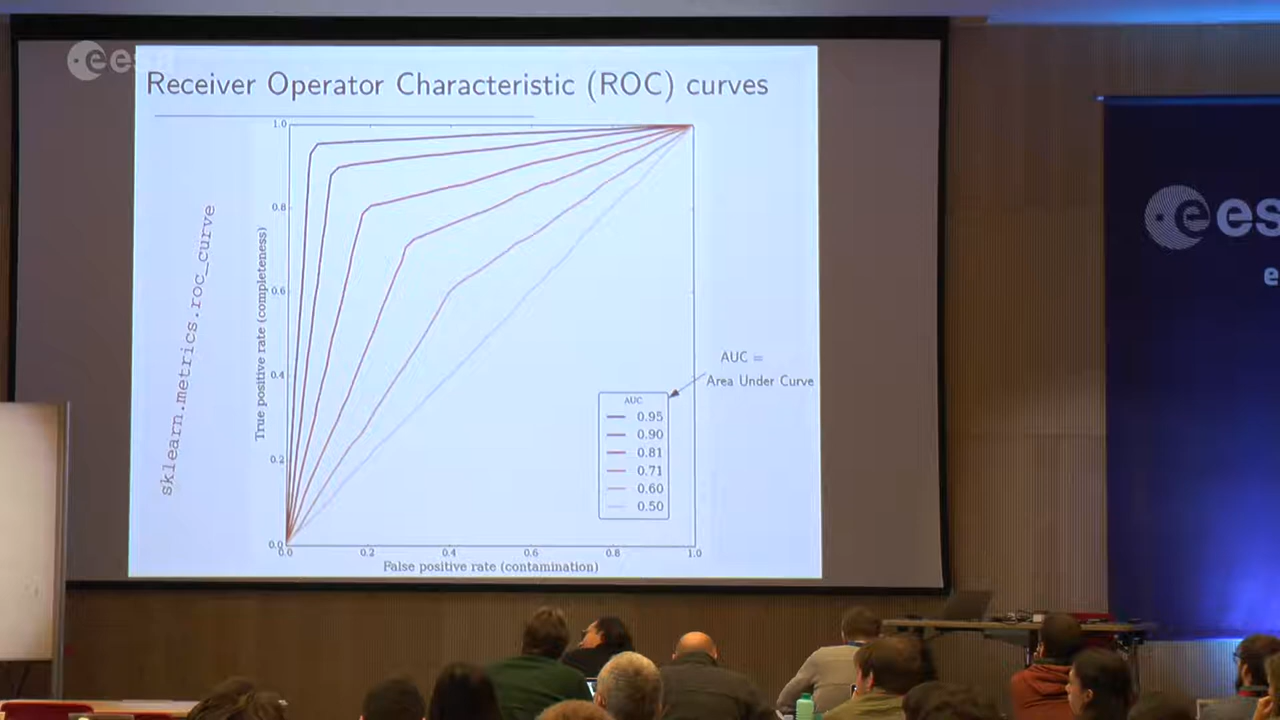 esa
Receiver Operator Characteristic (ROC) curves
sklearn.metrics.roc_curve
True positive rate (completeness)
1.0
0.8
0.6
0.4
0.2
0.0
0.0 0.2 0.4 0.6 0.8 1.0
False positive rate (contamination)
AUC =
Area Under Curve
AUC
0.95
0.90
0.81
0.71
0.60
0.50
es
e